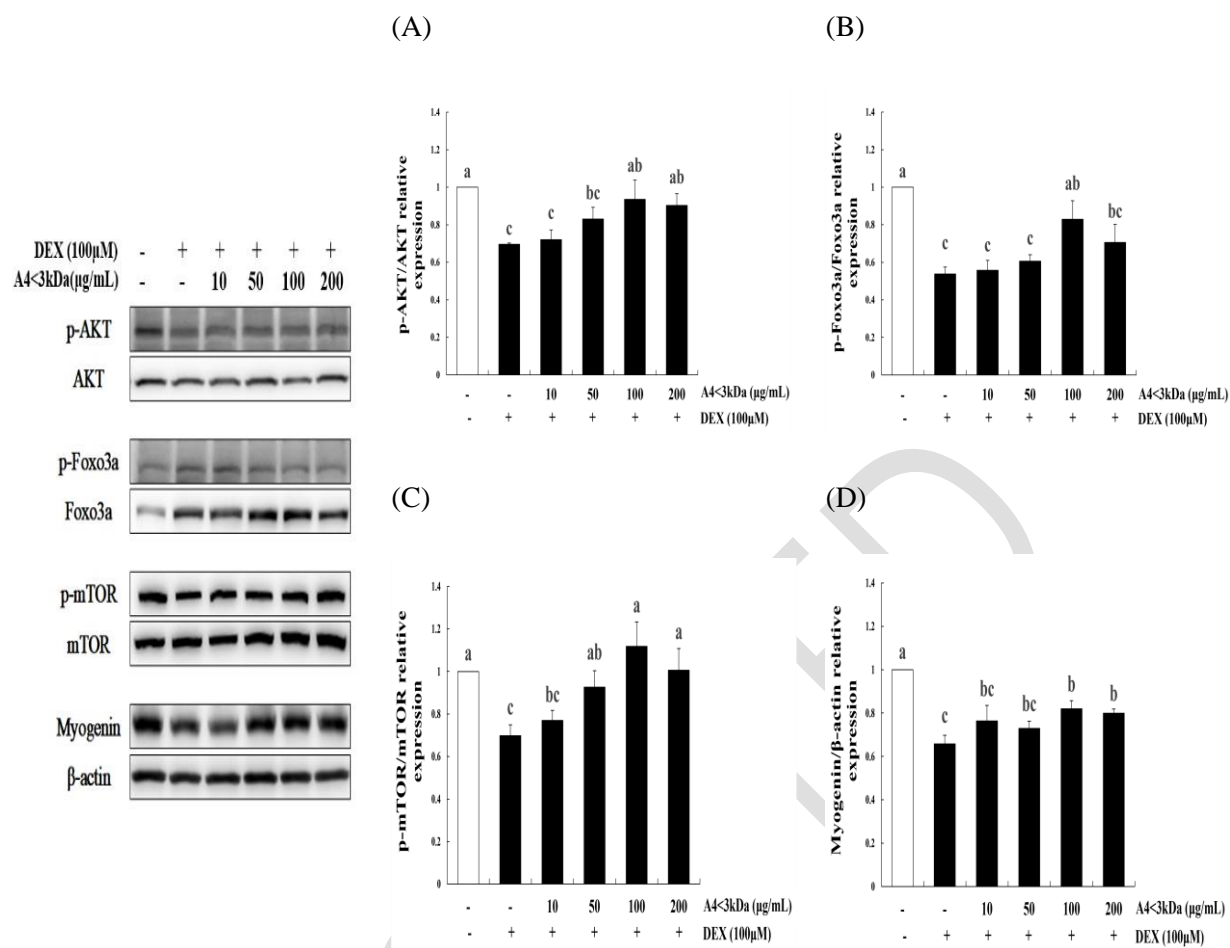 (A)
(B)
DEX (100μM) - + + + + +
A4<3kDa(μg/mL) - - 10 50 100 200
p-AKT
AKT
p-Foxo3a
Foxo3a
p-mTOR
mTOR
Myogenin
β-actin
p-AKT/AKT relative
expression
1.4
1.2
1
0.8
0.6
0.4
0.2
0
a
c
c
bc
ab
ab
- - 10 50 100 200 A4<3kDa (μg/mL)
- + + + + + DEX (100μM)
p-Foxo3a/Foxo3a relative
expression
1.4
1.2
1
0.8
0.6
0.4
0.2
0
a
c
c
c
ab
bc
- - 10 50 100 200 A4<3kDa (μg/mL)
- + + + + + DEX (100μM)
(C)
(D)
p-mTOR/mTOR relative
expression
1.4
1.2
1
0.8
0.6
0.4
0.2
0
a
c
bc
ab
a
a
- - 10 50 100 200 A4<3kDa (μg/mL)
- + + + + + DEX (100μM)
Myogenin/β-actin relative
expression
1.4
1.2
1
0.8
0.6
0.4
0.2
0
a
c
bc
bc
b
b
- - 10 50 100 200 A4<3kDa (μg/mL)
- + + + + + DEX (100μM)